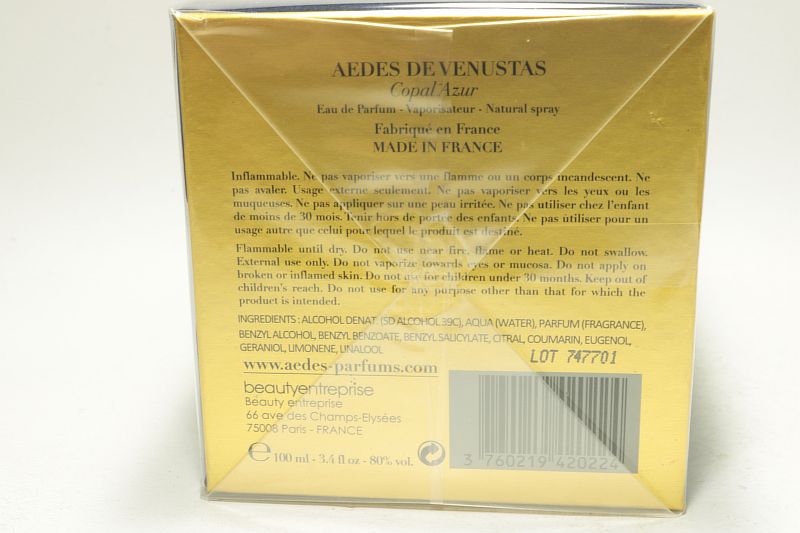 AEDES DE VENUSTAS
Copal Azur
Eau de Parfum - Vaporisateur - Natural spray
Fabriqué en France
MADE IN FRANCE
Inflammable. Ne pas vaporiser vers une flamme ou un corps incandescent. Ne
pas avaler. Usage externe seulement. Ne pas vaporiser vers les yeux ou les
muqueuses. Ne pas appliquer sur une peau irritée. Ne pas utiliser chez l'enfant
de moins de 30 mois. Tenir hors de portée des enfants. Ne pas utiliser pour un
usage autre que celui pour lequel le produit est destiné.
Flammable until dry. Do not use near fire, flame or heat. Do not swallow.
External use only. Do not vaporize towards eyes or mucosa. Do not apply on
broken or inflamed skin. Do not use for children under 30 months. Keep out of
children's reach. Do not use for any purpose other than that for which the
product is intended.
INGREDIENTS : ALCOHOL DENAT. (SD ALCOHOL 39C), AQUA (WATER), PARFUM (FRAGRANCE),
BENZYL ALCOHOL, BENZYL BENZOATE, BENZYL SALICYLATE, CITRAL, COUMARIN, EUGENOL,
GERANIOL, LIMONENE, LINALOOL
LOT 747701
www.aedes-parfums.com
beautyentreprise
Beauty entreprise
66 ave des Champs-Elysées
75008 Paris - FRANCE
e 100 ml - 3.4 fl oz - 80% vol.
3 760219 420224